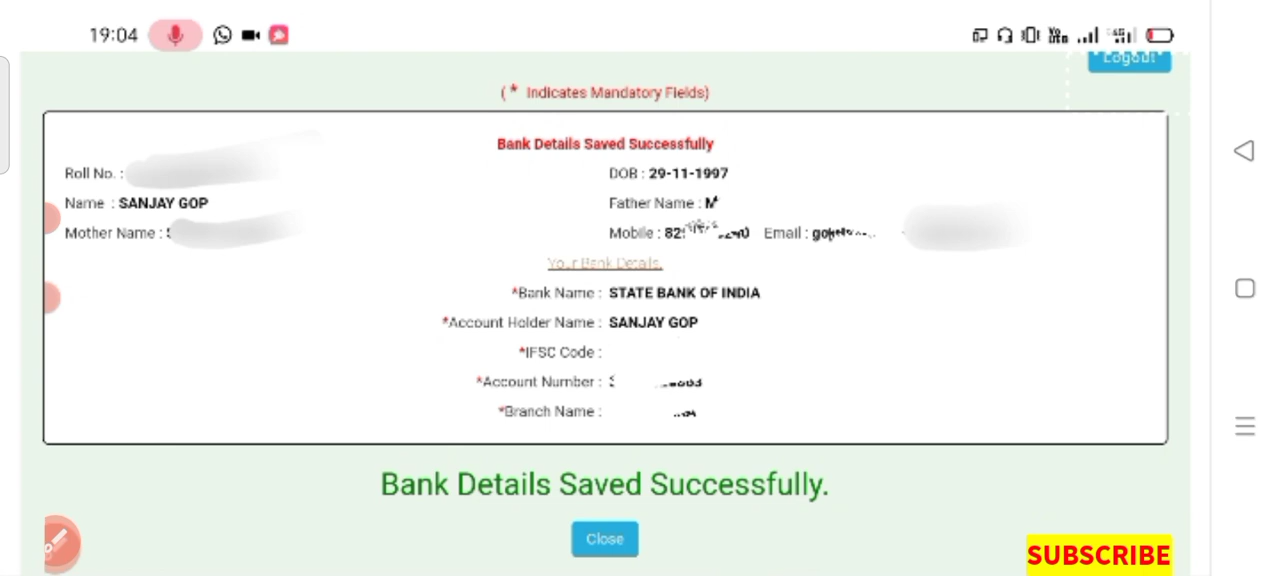 19:04
Logout
( * Indicates Mandatory Fields)
Bank Details Saved Successfully
Roll No. : DOB : 29-11-1997
Name : SANJAY GOP Father Name :
Mother Name : Mobile : Email :
Your Bank Details.
*Bank Name : STATE BANK OF INDIA
*Account Holder Name : SANJAY GOP
*IFSC Code :
*Account Number :
*Branch Name :
Bank Details Saved Successfully.
Close
SUBSCRIBE